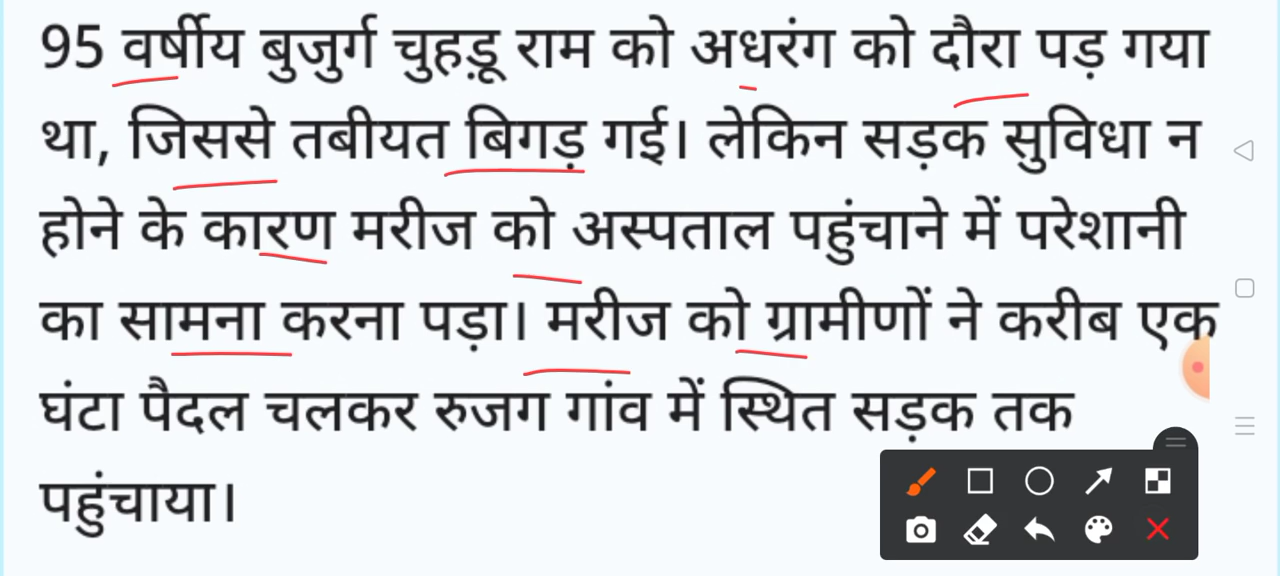 95 वर्षीय बुजुर्ग चुहड़ू राम को अधरंग को दौरा पड़ गया
था, जिससे तबीयत बिगड़ गई। लेकिन सड़क सुविधा न
होने के कारण मरीज को अस्पताल पहुंचाने में परेशानी
का सामना करना पड़ा। मरीज को ग्रामीणों ने करीब एक
घंटा पैदल चलकर रुजग गांव में स्थित सड़क तक
पहुंचाया।